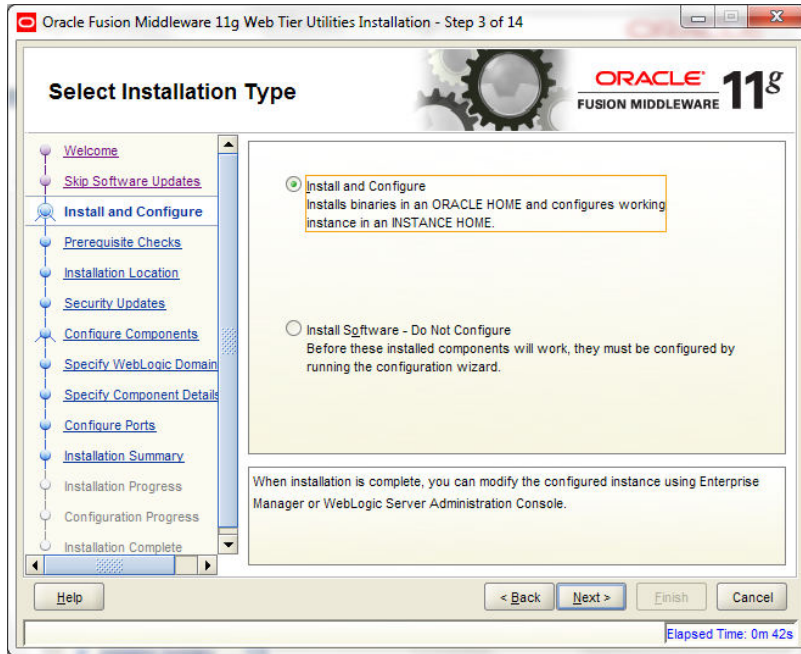 Oracle Fusion Middleware 11g Web Tier Utilities Installation - Step 3 of 14
Select Installation Type
ORACLE
FUSION MIDDLEWARE 11g
Welcome
Skip Software Updates
Install and Configure
Prerequisite Checks
Installation Location
Security Updates
Configure Components
Specify WebLogic Domain
Specify Component Details
Configure Ports
Installation Summary
Installation Progress
Configuration Progress
Installation Complete
Install and Configure
Installs binaries in an ORACLE HOME and configures working
instance in an INSTANCE HOME.
Install Software - Do Not Configure
Before these installed components will work, they must be configured by
running the configuration wizard.
When installation is complete, you can modify the configured instance using Enterprise
Manager or WebLogic Server Administration Console.
Help
< Back
Next >
Finish
Cancel
Elapsed Time: 0m 42s